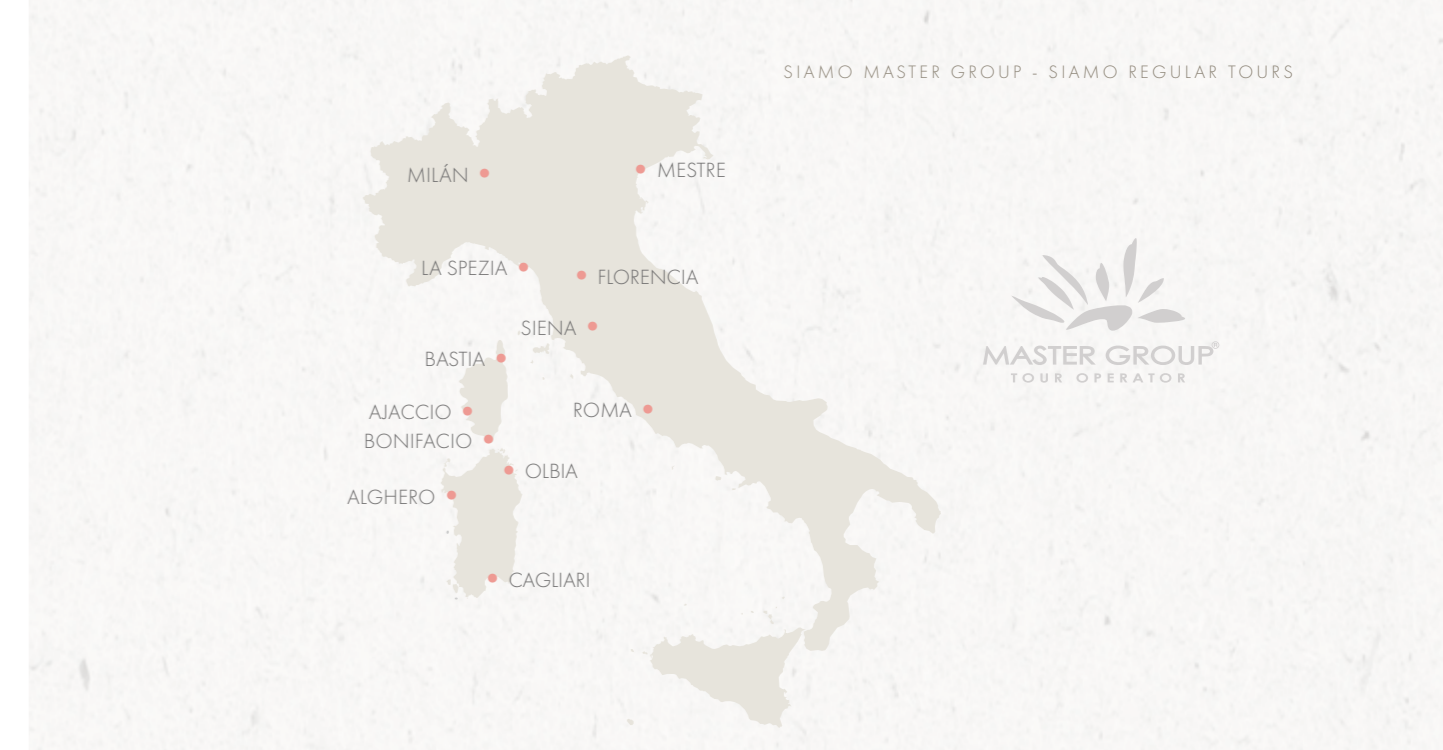 SIAMO MASTER GROUP - SIAMO REGULAR TOURS
MILÁN
MESTRE
LA SPEZIA
FLORENCIA
SIENA
BASTIA
AJACCIO
ROMA
BONIFACIO
OLBIA
ALGHERO
CAGLIARI
MASTER GROUP®
TOUR OPERATOR